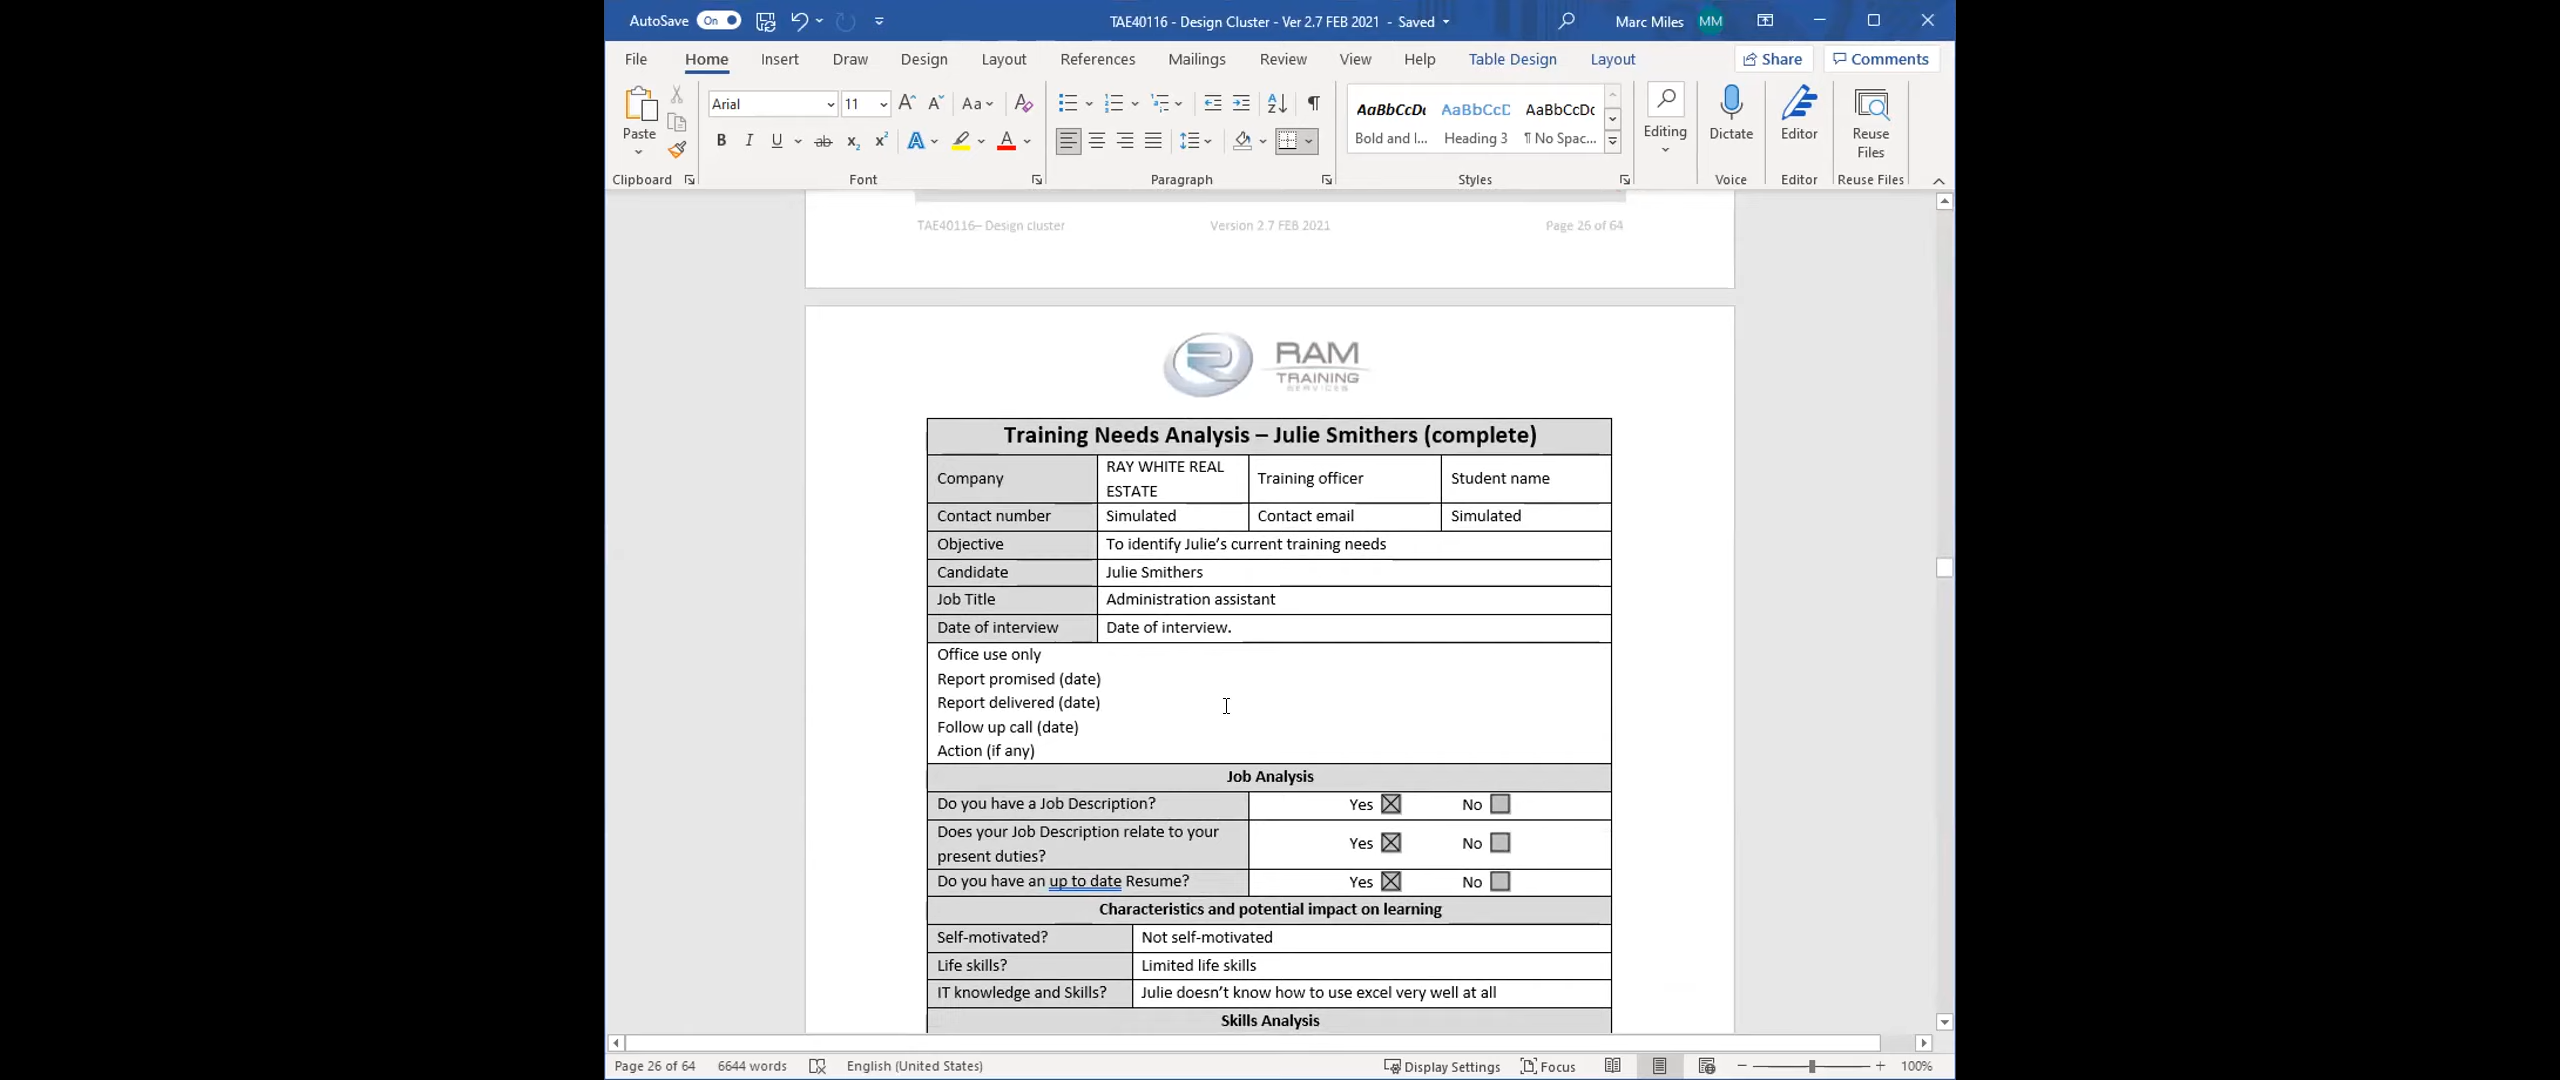 AutoSave On TAE40116 - Design Cluster - Ver 2.7 FEB 2021 - Saved Marc Miles MM
File Home Insert Draw Design Layout References Mailings Review View Help Table Design Layout Share Comments
Paste Arial 11 Aa AaBbCcDc AaBbCcD AaBbCcDc Editing Dictate Editor Reuse Files
B I U ab x₂ x² A A Bold and I... Heading 3 ¶ No Spac...
Clipboard Font Paragraph Styles Voice Editor Reuse Files
TAE40116– Design cluster Version 2.7 FEB 2021 Page 26 of 64
RAM
TRAINING
SERVICES
Training Needs Analysis – Julie Smithers (complete)
Company RAY WHITE REAL ESTATE Training officer Student name
Contact number Simulated Contact email Simulated
Objective To identify Julie’s current training needs
Candidate Julie Smithers
Job Title Administration assistant
Date of interview Date of interview.
Office use only
Report promised (date)
Report delivered (date)
Follow up call (date)
Action (if any)
Job Analysis
Do you have a Job Description? Yes No
Does your Job Description relate to your
present duties? Yes No
Do you have an up to date Resume? Yes No
Characteristics and potential impact on learning
Self-motivated? Not self-motivated
Life skills? Limited life skills
IT knowledge and Skills? Julie doesn’t know how to use excel very well at all
Skills Analysis
Page 26 of 64 6644 words English (United States) Display Settings Focus 100%